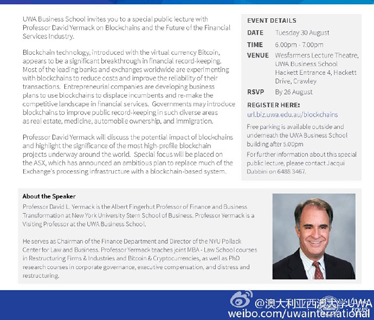 UWA Business School invites you to a special public lecture with
Professor David Yermack on Blockchains and the Future of the Financial
Services Industry.
Blockchain technology, introduced with the virtual currency Bitcoin,
appears to be a significant breakthrough in financial record-keeping.
Most of the leading banks and exchanges worldwide are experimenting
with blockchains to reduce costs and improve the reliability of their
transactions. Entrepreneurial companies are developing business
plans to use blockchains to displace incumbents and re-make the
competitive landscape in financial services. Governments may introduce
blockchains to improve public record-keeping in such diverse areas
as real estate, medicine, automobile ownership, and immigration.
Professor Yermack will discuss the potential impact of blockchains
and highlight the significance of the most high-profile blockchain
projects underway around the world. Special focus will be placed on
the ASX, which has announced an ambitious plan to replace much of the
Exchange's processing infrastructure with a blockchain-based system.
EVENT DETAILS
DATE Tuesday 30 August
TIME 6.00pm - 7.00pm
VENUE Wesfarmers Lecture Theatre,
UWA Business School
Hackett Entrance 4, Hackett
Drive, Crawley
RSVP By 26 August
REGISTER HERE:
url.biz.uwa.edu.au/blockchains
Free parking is available outside and
underneath the UWA Business School
building after 5.00pm
For further information about this special
public lecture, please contact Jacqui
Dubben on 6488
About the Speaker
Professor David L. Yermack is the Albert Fingerhut Professor of Finance and Business
Transformation at New York University Stern School of Business. Professor Yermack is a
Visiting Professor at the UWA Business School.
He serves as Chairman of the Finance Department and Director of the NYU Pollack
Center for Law and Business. Professor Yermack teaches joint MBA - Law School courses
in Restructuring Firms & Industries and Bitcoin & Cryptocurrencies, as well as PhD
research courses in corporate governance, executive compensation, and distress and
restructuring.
@澳大利亚西澳大学UWA
weibo.com/uwainternational